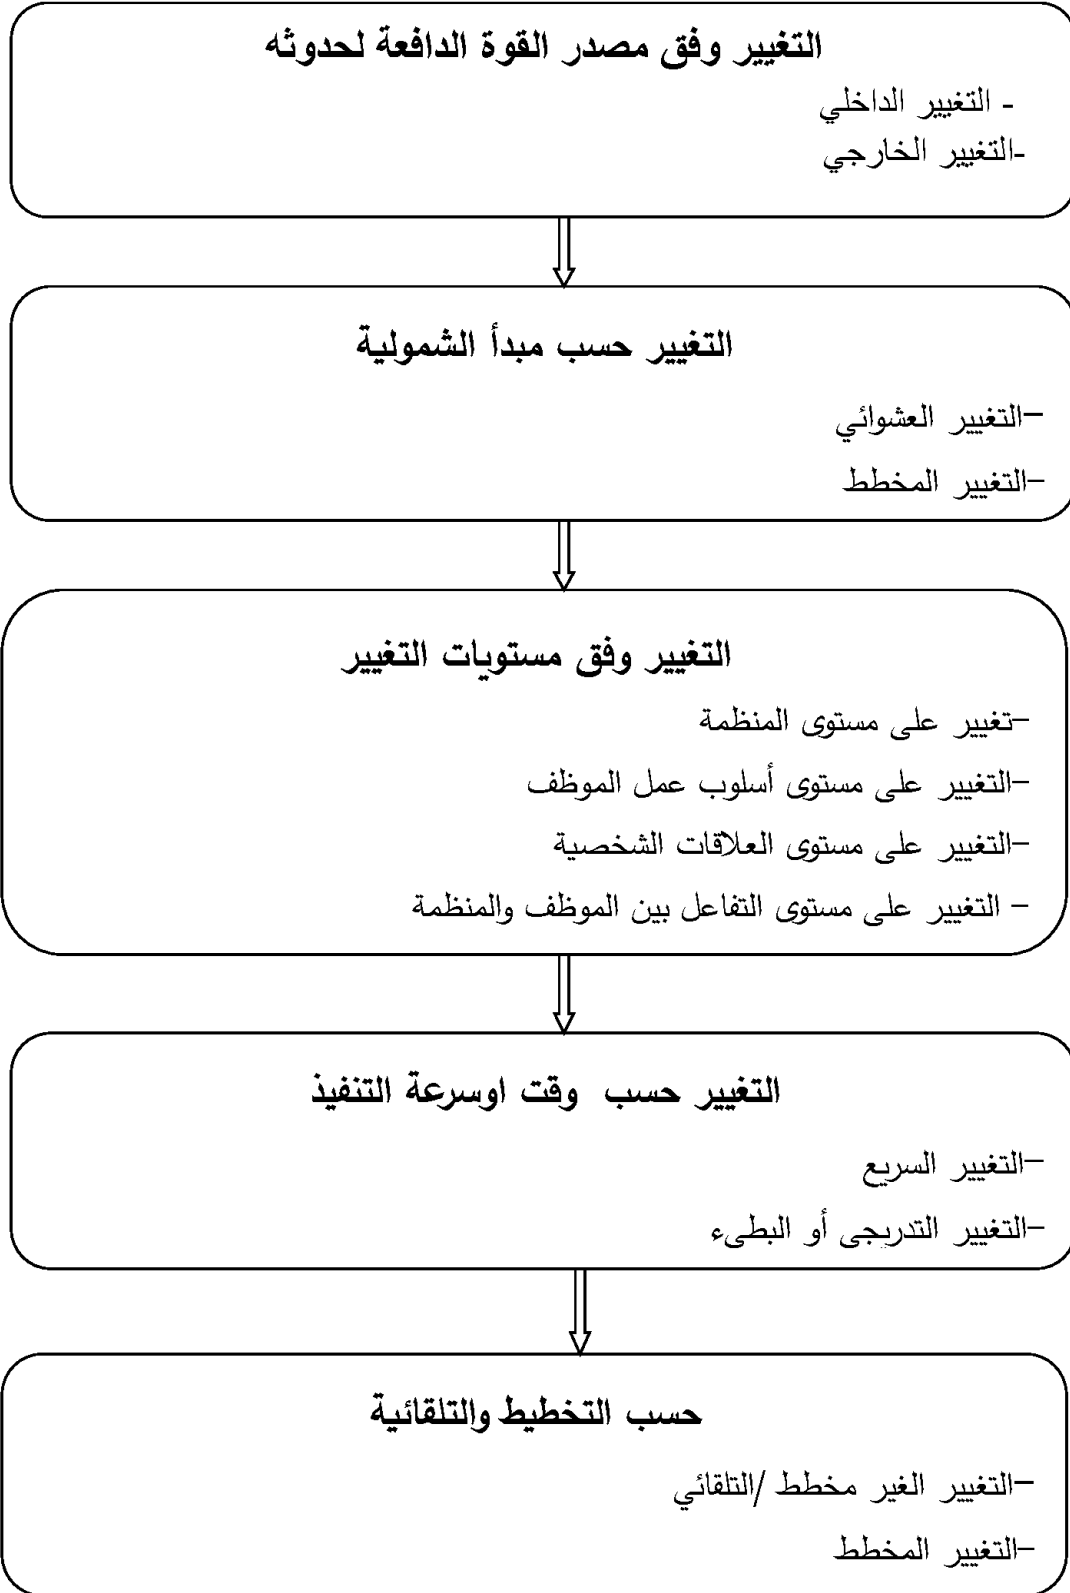 التغيير وفق مصدر القوة الدافعة لحدوثه
- التغيير الداخلي
-التغيير الخارجي
التغيير حسب مبدأ الشمولية
–التغيير العشوائي
–التغيير المخطط
التغيير وفق مستويات التغيير
–تغيير على مستوى المنظمة
–التغيير على مستوى أسلوب عمل الموظف
–التغيير على مستوى العلاقات الشخصية
– التغيير على مستوى التفاعل بين الموظف والمنظمة
التغيير حسب وقت اوسرعة التنفيذ
–التغيير السريع
–التغيير التدريجى أو البطىء
حسب التخطيط والتلقائية
–التغيير الغير مخطط /التلقائي
–التغيير المخطط